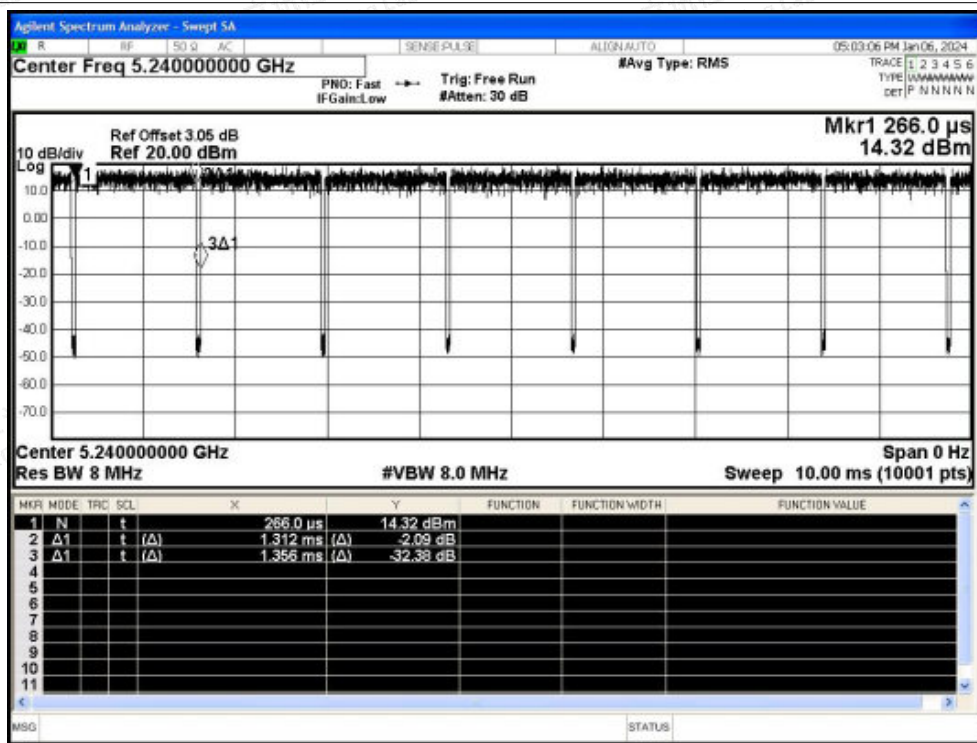 Agilent Spectrum Analyzer - Swept SA
R RF 50 Ω AC SENSE:PULSE ALIGN AUTO 05:03:06 PM Jan 06, 2024
Center Freq 5.240000000 GHz
PNO: Fast
IFGain:Low
Trig: Free Run
#Atten: 30 dB
#Avg Type: RMS
TRACE 1 2 3 4 5 6
TYPE
DET P N N N N N
Mkr1 266.0 µs
14.32 dBm
Ref Offset 3.05 dB
10 dB/div Ref 20.00 dBm
Log
1
10.0
0.00
3Δ1
-10.0
-20.0
-30.0
-40.0
-50.0
-60.0
-70.0
Center 5.240000000 GHz Span 0 Hz
Res BW 8 MHz #VBW 8.0 MHz Sweep 10.00 ms (10001 pts)
MKR MODE TRC SCL X Y FUNCTION FUNCTION WIDTH FUNCTION VALUE
1 N t 266.0 µs 14.32 dBm
2 Δ1 t (Δ) 1.312 ms (Δ) -2.09 dB
3 Δ1 t (Δ) 1.356 ms (Δ) -32.38 dB
4
5
6
7
8
9
10
11
MSG STATUS